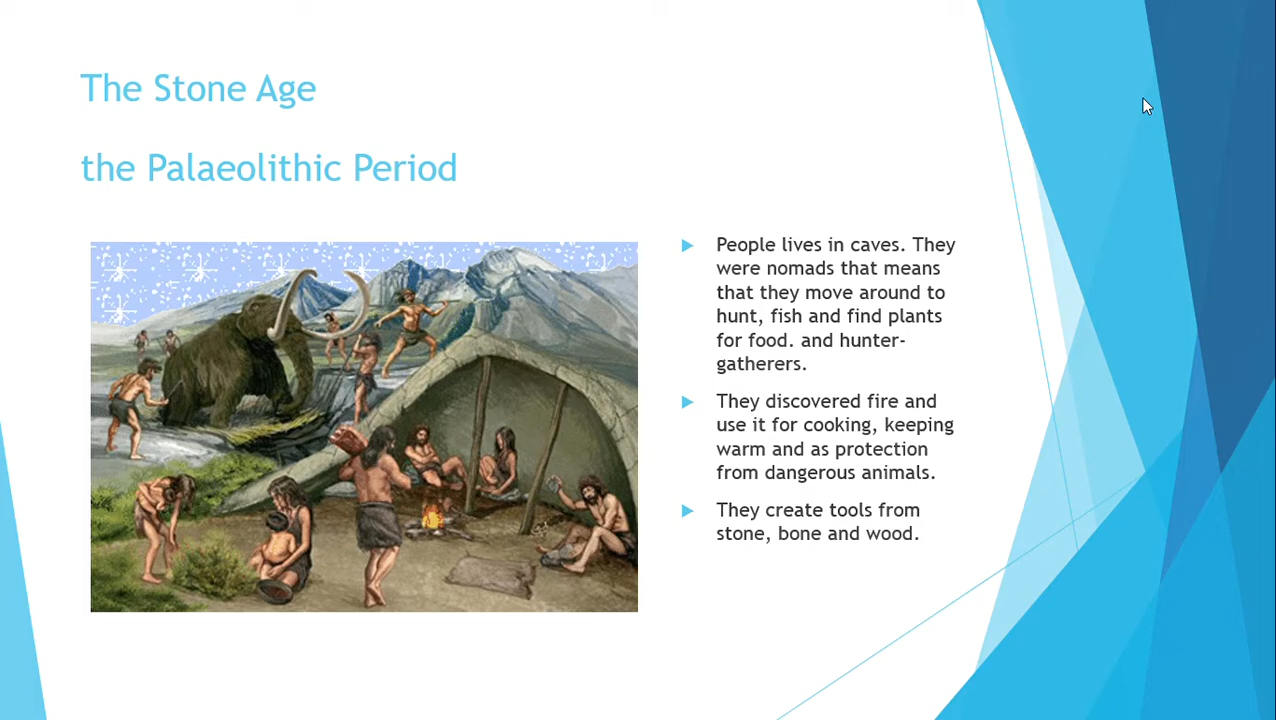 The Stone Age
the Palaeolithic Period
People lives in caves. They
were nomads that means
that they move around to
hunt, fish and find plants
for food. and hunter-
gatherers.
They discovered fire and
use it for cooking, keeping
warm and as protection
from dangerous animals.
They create tools from
stone, bone and wood.